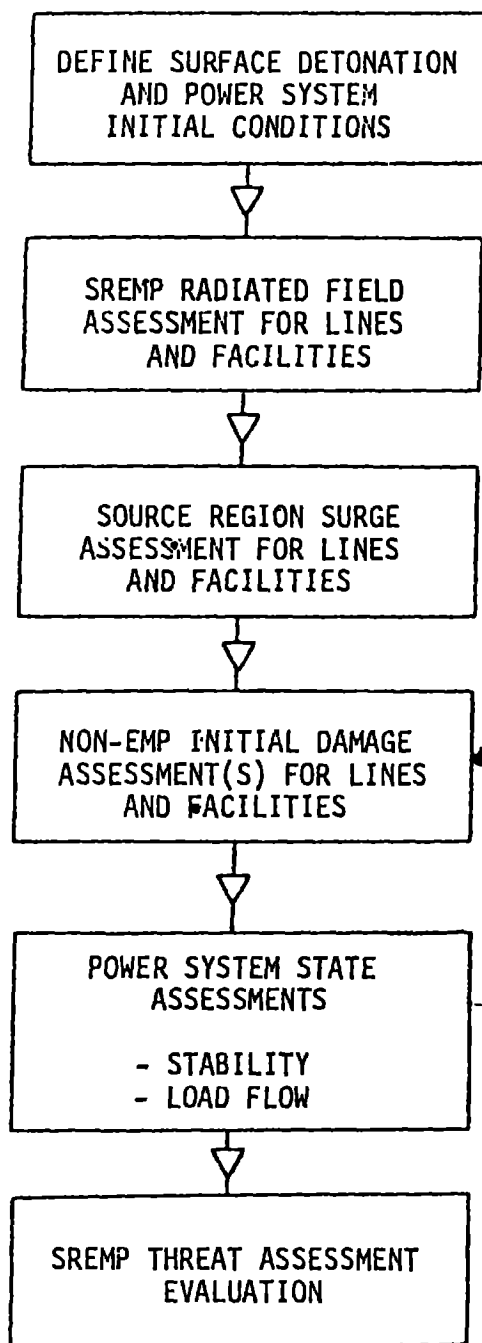 DEFINE SURFACE DETONATION
AND POWER SYSTEM
INITIAL CONDITIONS
SREMP RADIATED FIELD
ASSESSMENT FOR LINES
AND FACILITIES
SOURCE REGION SURGE
ASSESSMENT FOR LINES
AND FACILITIES
NON-EMP INITIAL DAMAGE
ASSESSMENT(S) FOR LINES
AND FACILITIES
POWER SYSTEM STATE
ASSESSMENTS
- STABILITY
- LOAD FLOW
SREMP THREAT ASSESSMENT
EVALUATION